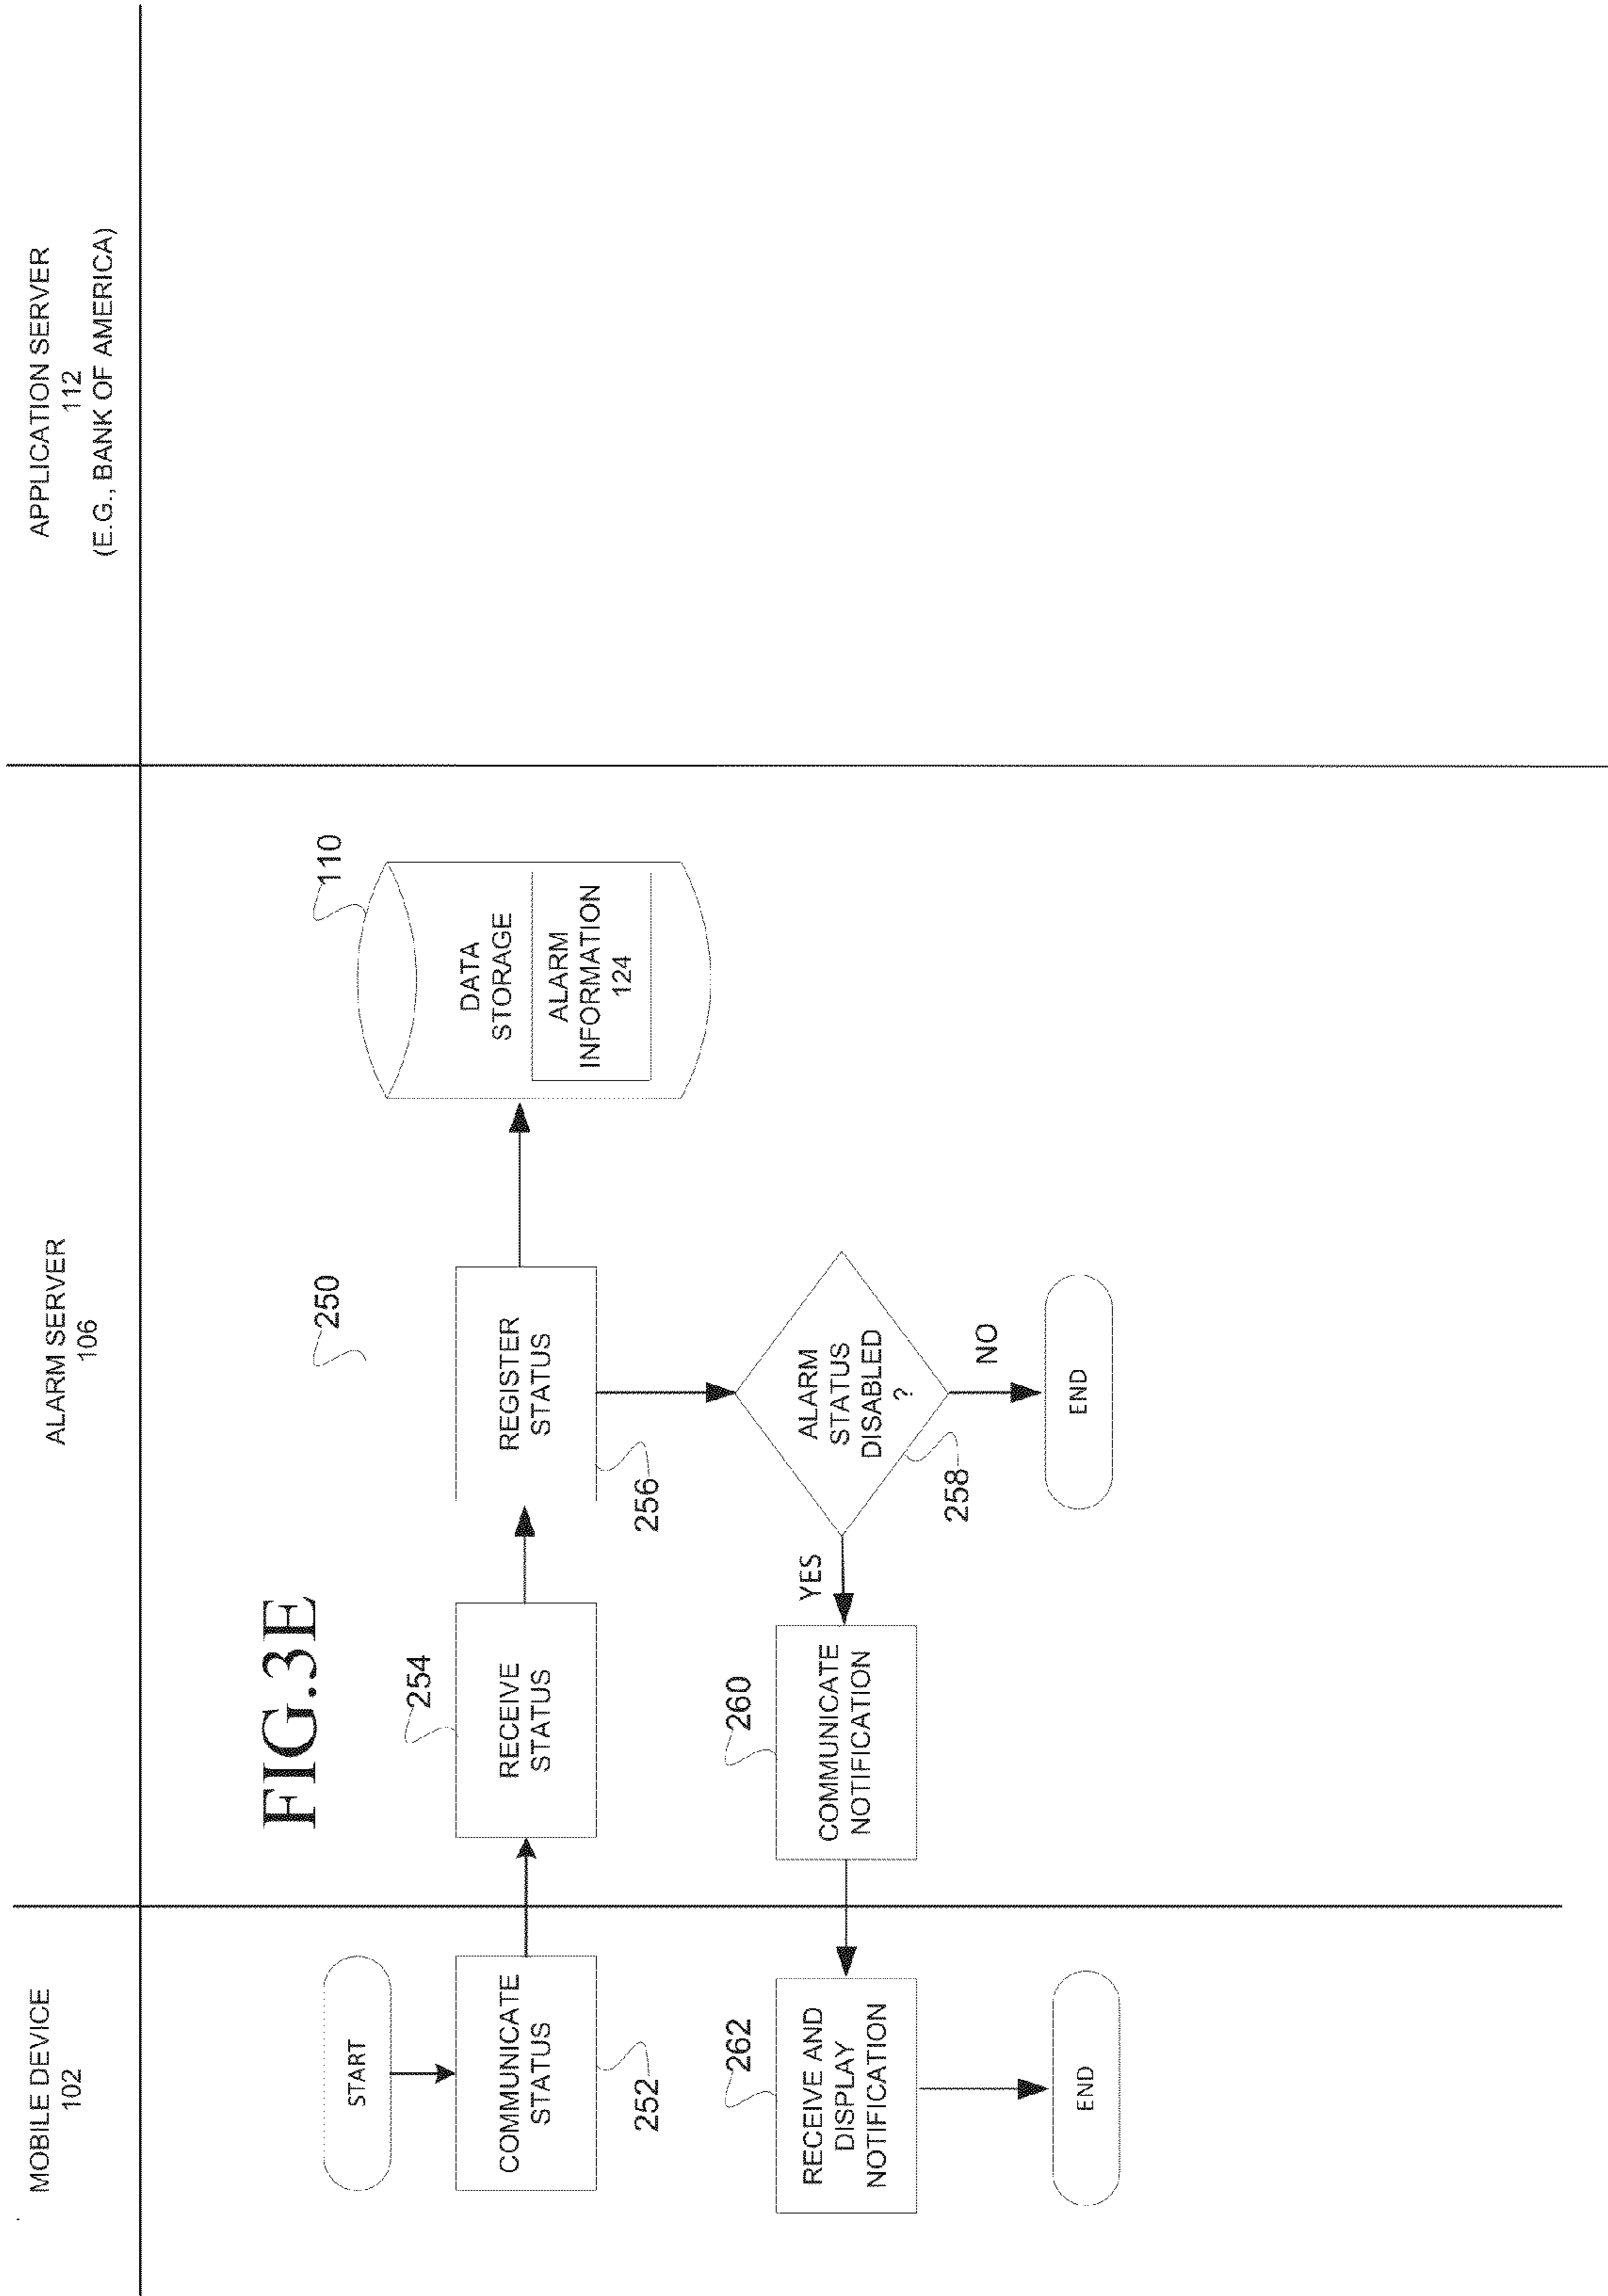 MOBILE DEVICE
102
ALARM SERVER
106
APPLICATION SERVER
112
(E.G., BANK OF AMERICA)
FIG.3E
250
START
COMMUNICATE
STATUS
252
254
RECEIVE
STATUS
REGISTER
STATUS
256
110
DATA
STORAGE
ALARM
INFORMATION
124
ALARM
STATUS
DISABLED
?
258
YES
NO
END
260
COMMUNICATE
NOTIFICATION
262
RECEIVE AND
DISPLAY
NOTIFICATION
END